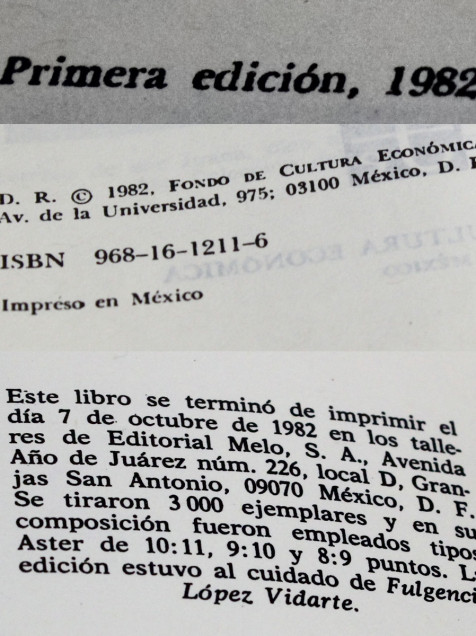 Primera edición, 1982
D. R. © 1982, FONDO DE CULTURA ECONÓMICA
Av. de la Universidad, 975; 03100 México, D. F.
ISBN 968-16-1211-6
Impreso en México
Este libro se terminó de imprimir el
día 7 de octubre de 1982 en los talle-
res de Editorial Melo, S. A., Avenida
Año de Juárez núm. 226, local D, Gran-
jas San Antonio, 09070 México, D. F.
Se tiraron 3 000 ejemplares y en su
composición fueron empleados tipos
Aster de 10:11, 9:10 y 8:9 puntos. La
edición estuvo al cuidado de Fulgencio
López Vidarte.